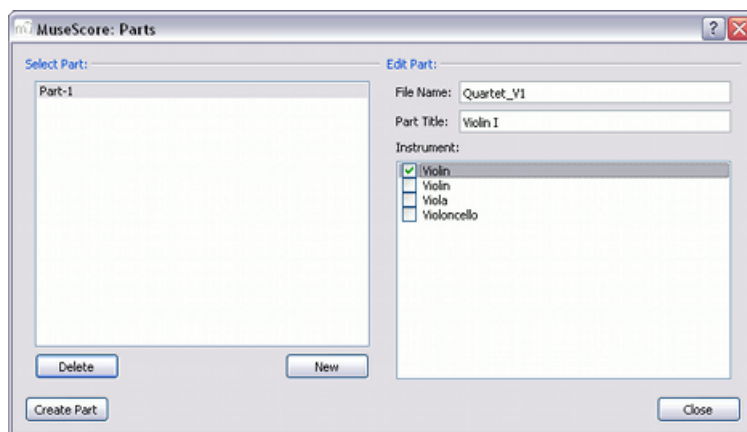 MuseScore: Parts
Select Part:
Part-1
Delete
New
Create Part
Edit Part:
File Name: Quartet_V1
Part Title: Violin I
Instrument:
Violin
Violin
Viola
Violoncello
Close